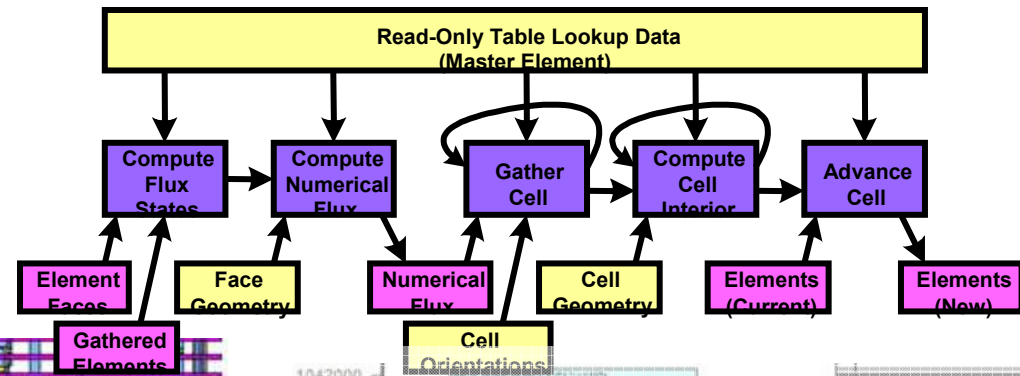 Read-Only Table Lookup Data
(Master Element)
Compute
Flux
States
Compute
Numerical
Flux
Gather
Cell
Compute
Cell
Interior
Advance
Cell
Element
Faces
Face
Geometry
Numerical
Flux
Cell
Geometry
Elements
(Current)
Elements
(New)
Gathered
Elements
Cell
Orientations
1042000